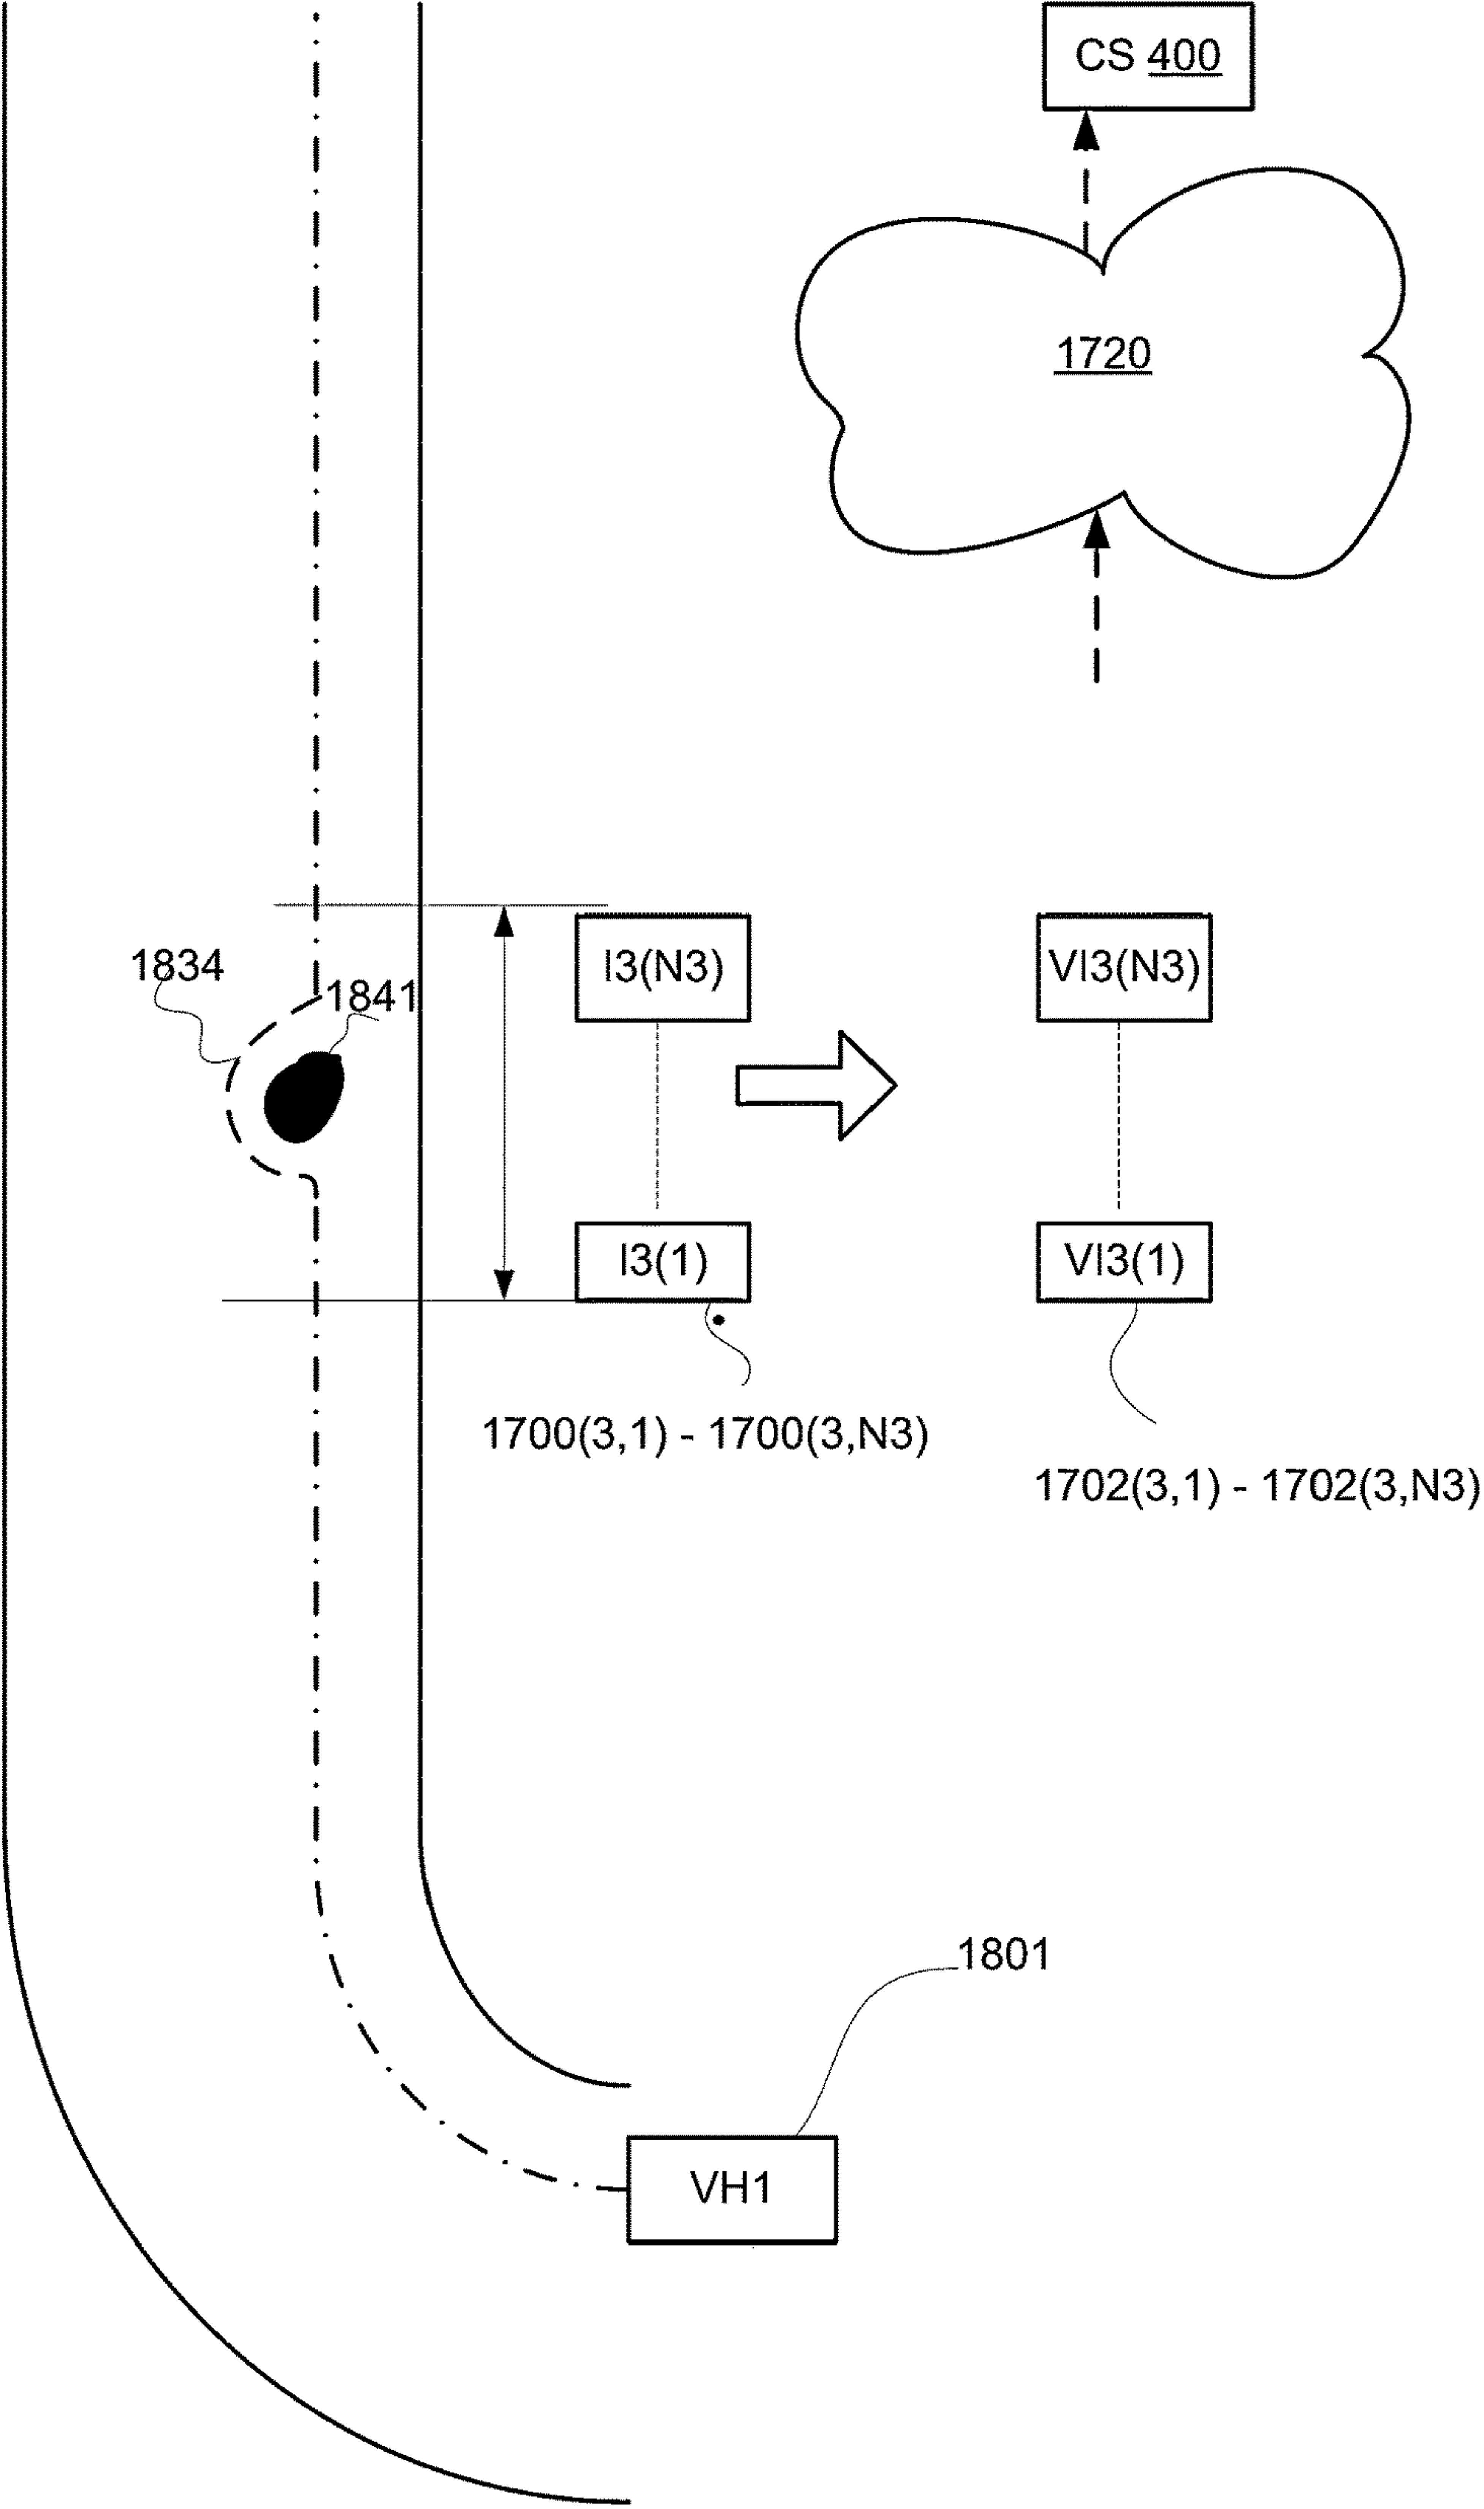 CS 400
1720
1834
1841
I3(N3)
VI3(N3)
I3(1)
VI3(1)
1700(3,1) - 1700(3,N3)
1702(3,1) - 1702(3,N3)
1801
VH1